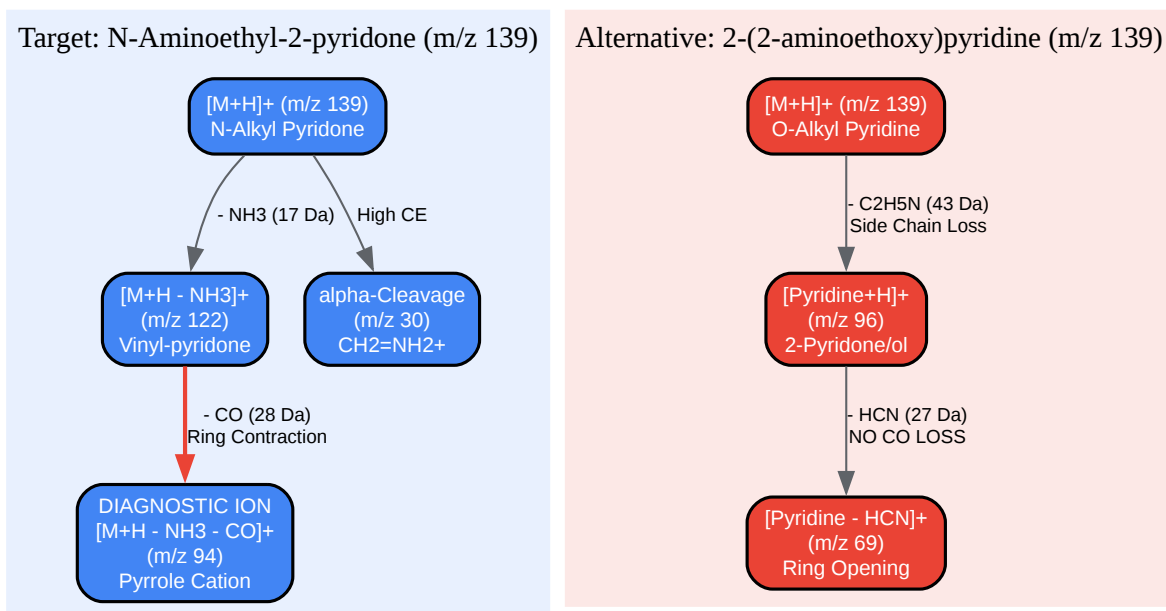 Target: N-Aminoethyl-2-pyridone (m/z 139)
[M+H]+ (m/z 139)
N-Alkyl Pyridone
- NH3 (17 Da)
High CE
[M+H - NH3]+
(m/z 122)
Vinyl-pyridone
alpha-Cleavage
(m/z 30)
CH2=NH2+
- CO (28 Da)
Ring Contraction
DIAGNOSTIC ION
[M+H - NH3 - CO]+
(m/z 94)
Pyrrole Cation
Alternative: 2-(2-aminoethoxy)pyridine (m/z 139)
[M+H]+ (m/z 139)
O-Alkyl Pyridine
- C2H5N (43 Da)
Side Chain Loss
[Pyridine+H]+
(m/z 96)
2-Pyridone/ol
- HCN (27 Da)
NO CO LOSS
[Pyridine - HCN]+
(m/z 69)
Ring Opening